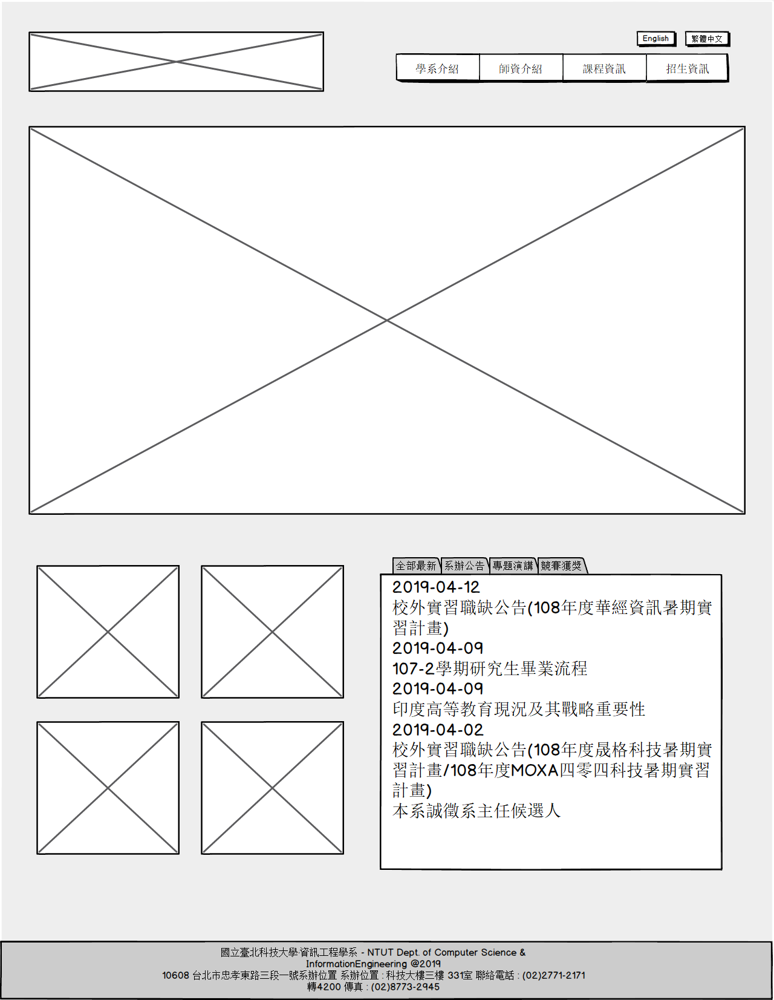 English
繁體中文
學系介紹
師資介紹
課程資訊
招生資訊
全部最新
系辦公告
專題演講
競賽獲獎
2019-04-12
校外實習職缺公告(108年度華經資訊暑期實
習計畫)
2019-04-09
107-2學期研究生畢業流程
2019-04-09
印度高等教育現況及其戰略重要性
2019-04-02
校外實習職缺公告(108年度晟格科技暑期實
習計畫/108年度MOXA四零四科技暑期實習
計畫)
本系誠徵系主任候選人
國立臺北科技大學‧資訊工程學系 - NTUT Dept. of Computer Science &
InformationEngineering @2019
10608 台北市忠孝東路三段一號系辦位置 系辦位置 : 科技大樓三樓 331室 聯絡電話 : (02)2771-2171
轉4200 傳真 : (02)8773-2945